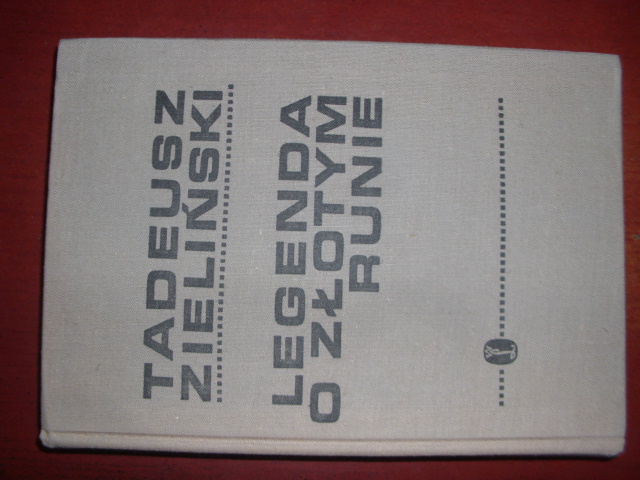 TADEUSZ
ZIELIŃSKI
LEGENDA
O ZŁOTYM
RUNIE